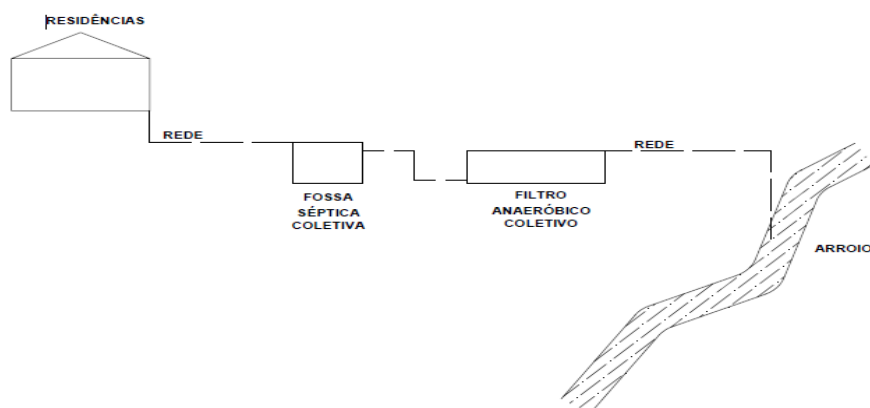 RESIDÊNCIAS
REDE
REDE
FOSSA
SÉPTICA
COLETIVA
FILTRO
ANAERÓBICO
COLETIVO
ARROIO